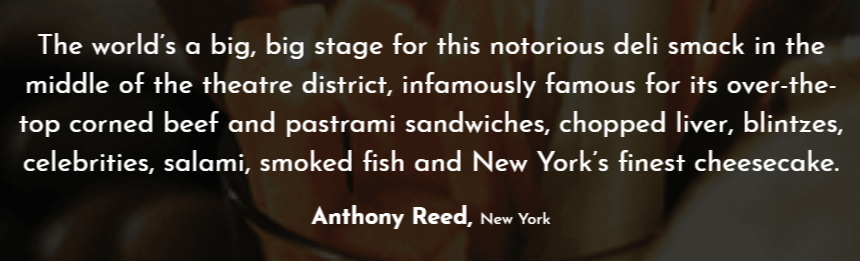 The world's a big, big stage for this notorious deli smack in the
middle of the theatre district, infamously famous for its over-the-
top corned beef and pastrami sandwiches, chopped liver, blintzes,
celebrities, salami, smoked fish and New York's finest cheesecake.
Anthony Reed, New York